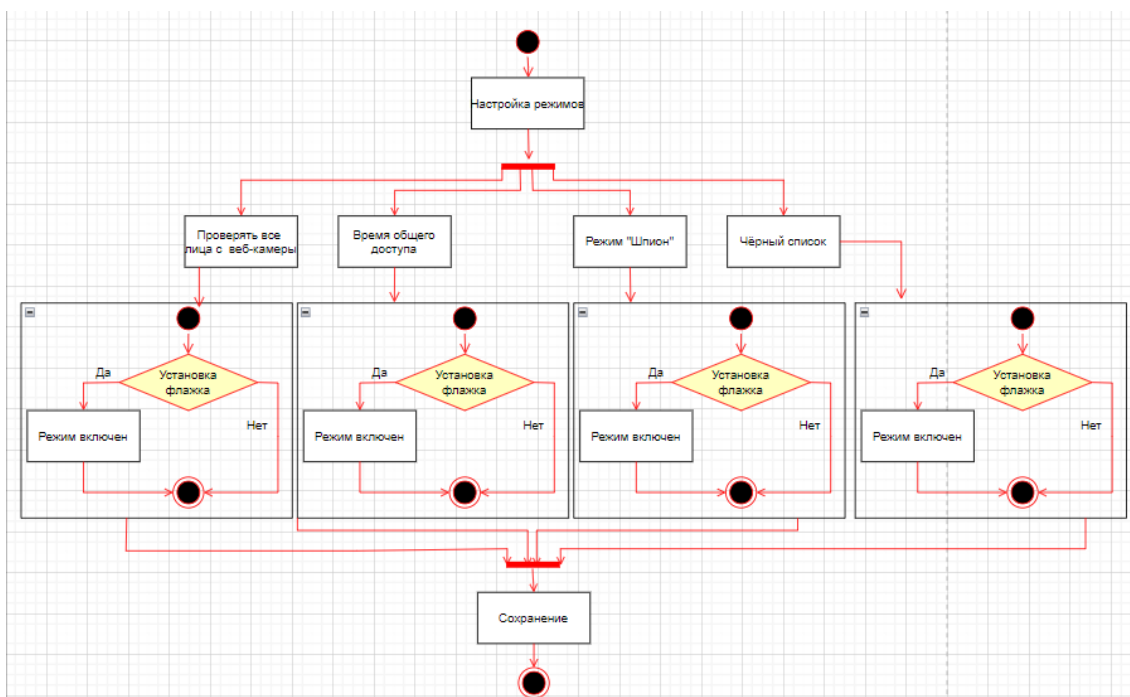 Настройка режимов
Проверять все
лица с веб-камеры
Время общего
доступа
Режим "Шпион"
Чёрный список
Установка
флажка
Да
Нет
Режим включен
Установка
флажка
Да
Нет
Режим включен
Установка
флажка
Да
Нет
Режим включен
Установка
флажка
Да
Нет
Режим включен
Сохранение